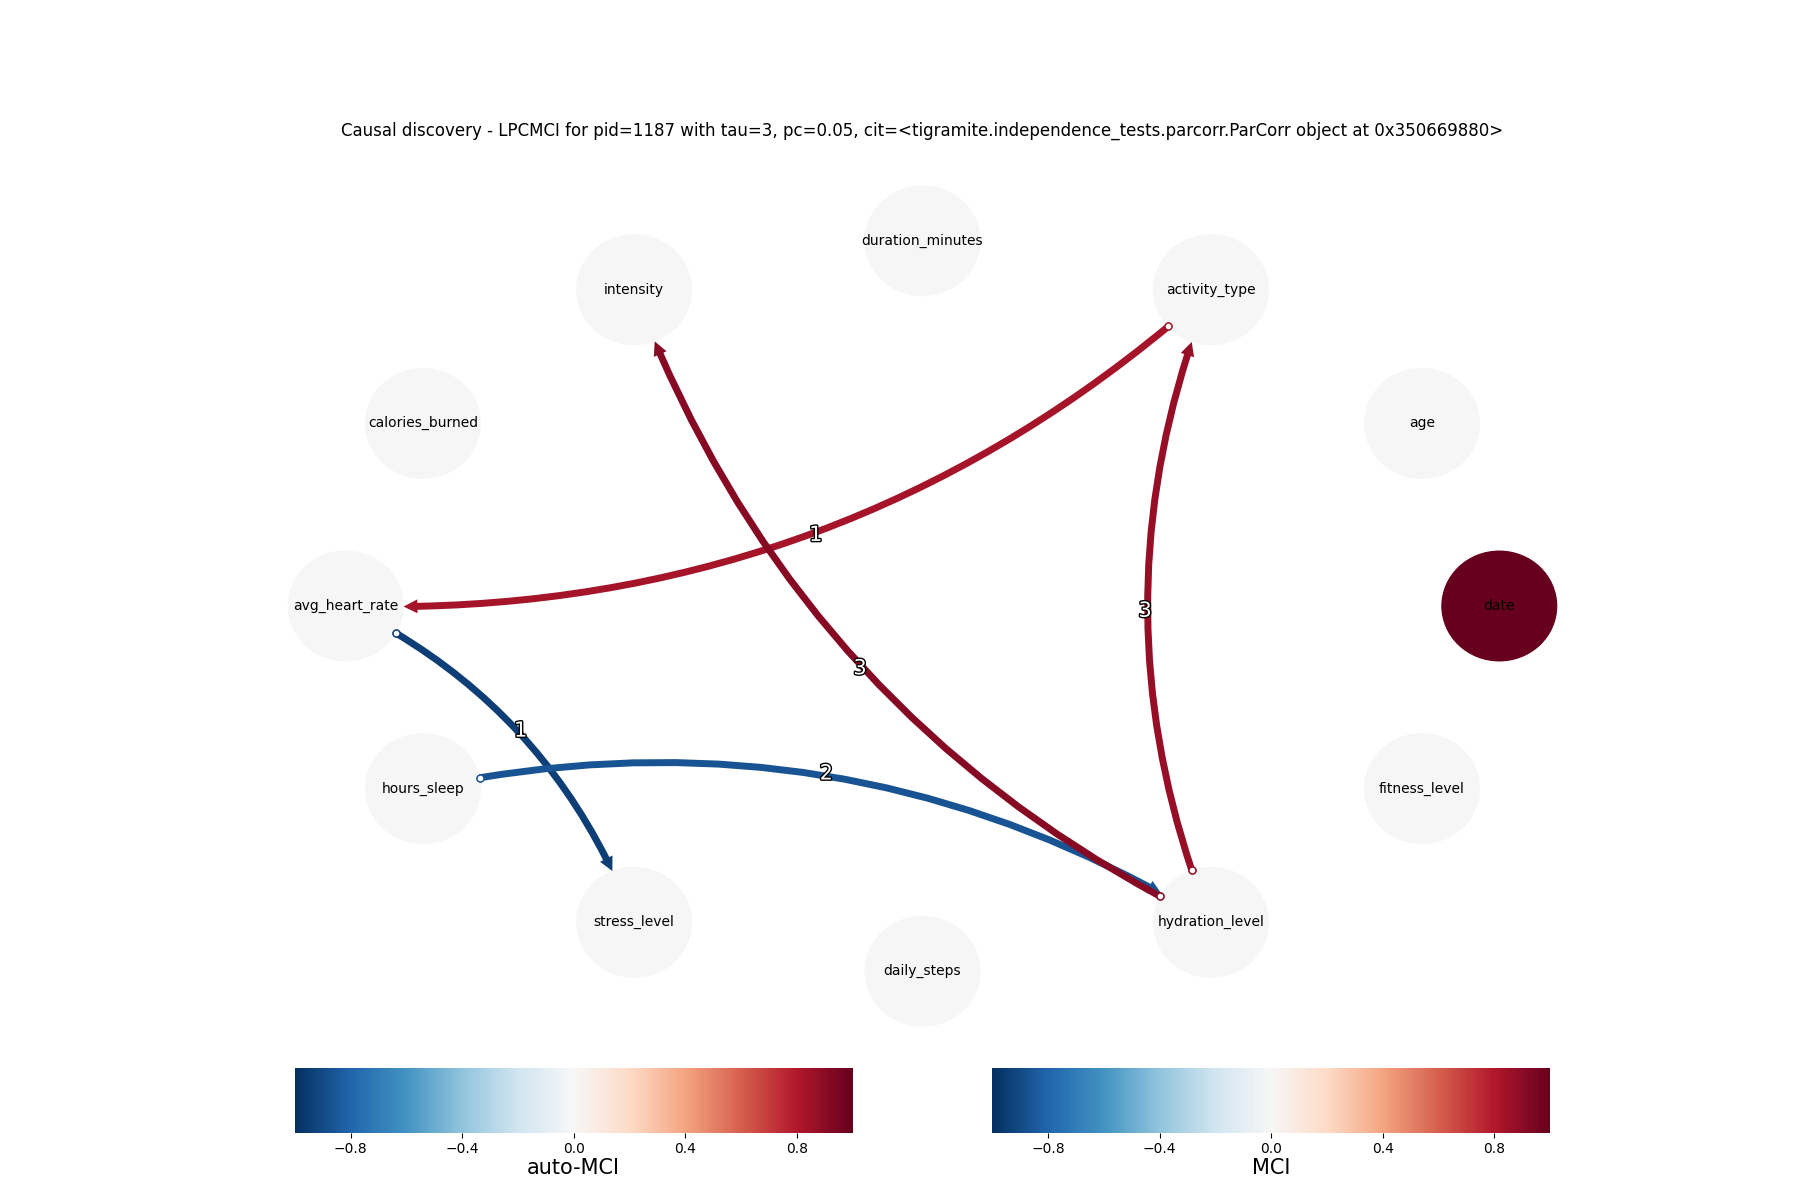 Causal discovery - LPCMCI for pid=1187 with tau=3, pc=0.05, cit=<tigramite.independence_tests.parcorr.ParCorr object at 0x350669880>
duration_minutes
intensity
activity_type
calories_burned
age
1
avg_heart_rate
date
3
3
1
2
hours_sleep
fitness_level
stress_level
hydration_level
daily_steps
−0.8 −0.4 0.0 0.4 0.8
auto-MCI
−0.8 −0.4 0.0 0.4 0.8
MCI